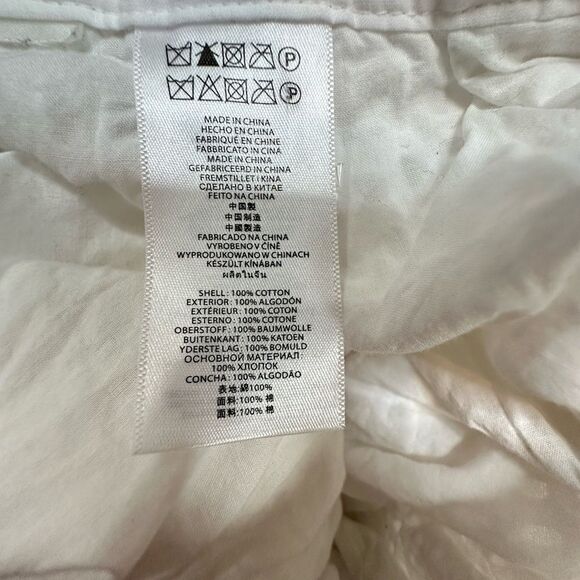 P
P
MADE IN CHINA
HECHO EN CHINA
FABRIQUÉ EN CHINE
FABBRICATO IN CINA
MADE IN CHINA
GEFABRICEERD IN CHINA
FREMSTILLET I KINA
СДЕЛАНО В КИТАЕ
FEITO NA CHINA
中国製
中国制造
中國製造
FABRICADO NA CHINA
VYROBENO V ČÍNĚ
WYPRODUKOWANO W CHINACH
KÉSZÜLT KÍNÁBAN
ผลิตในจีน
SHELL: 100% COTTON
EXTERIOR: 100% ALGODÓN
EXTÉRIEUR: 100% COTON
ESTERNO: 100% COTONE
OBERSTOFF: 100% BAUMWOLLE
BUITENKANT: 100% KATOEN
YDERSTE LAG: 100% BOMULD
ОСНОВНОЙ МАТЕРИАЛ:
100% ХЛОПОК
CONCHA: 100% ALGODÃO
表地: 綿100%
面料: 100% 棉
面料: 100% 棉